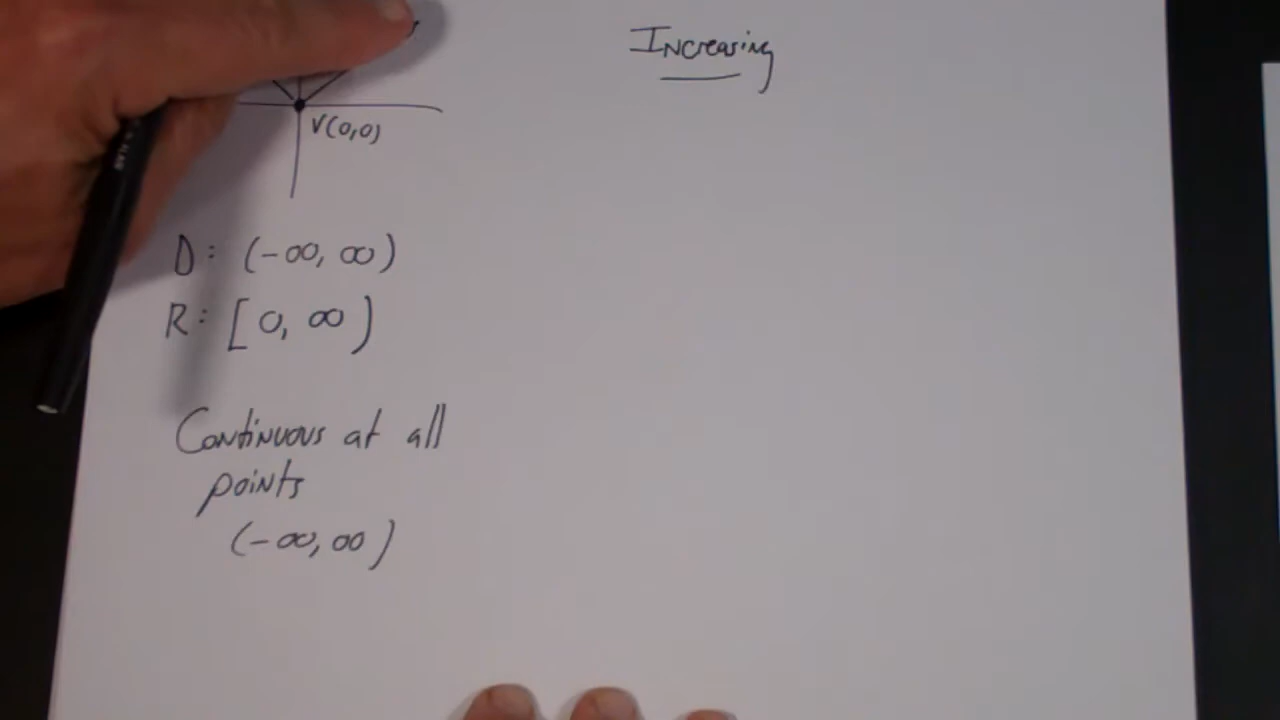 Increasing
V(0,0)
D: (-∞, ∞)
R: [0, ∞)
Continuous at all
points
(-∞, ∞)